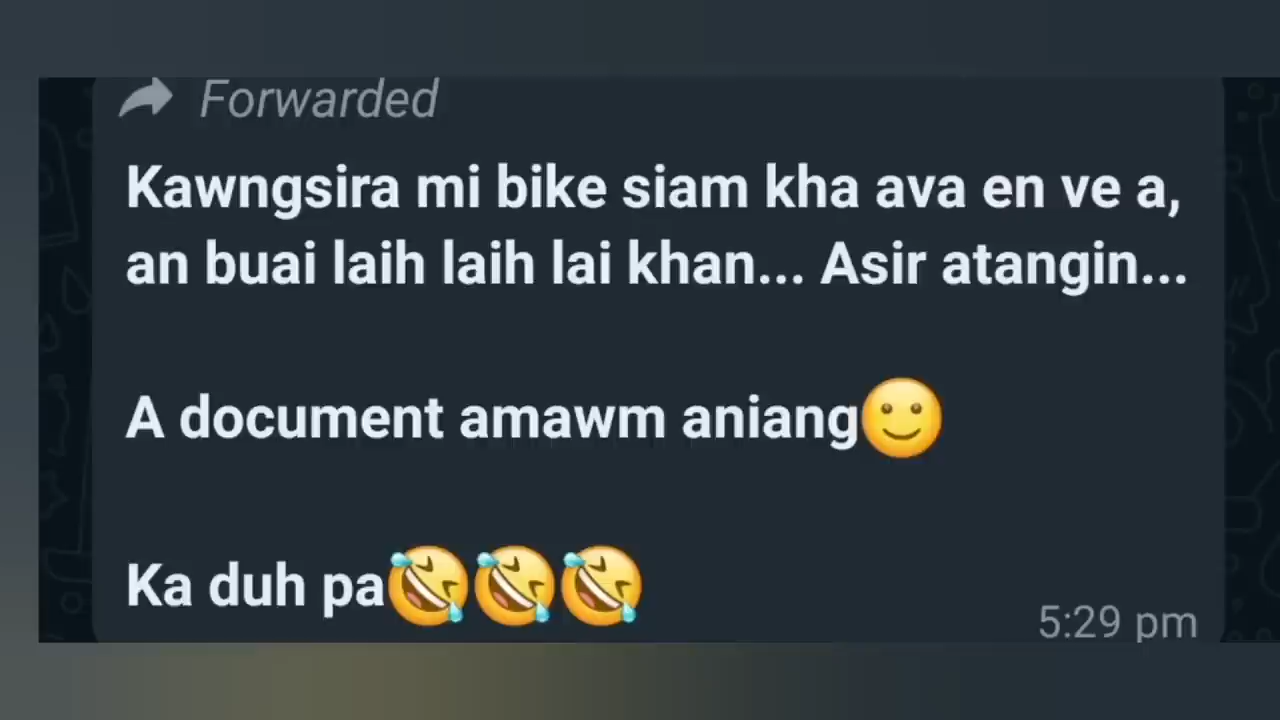 Forwarded
Kawngsira mi bike siam kha ava en ve a,
an buai laih laih lai khan... Asir atangin...
A document amawm aniang🙂
Ka duh pa🤣🤣🤣
5:29 pm